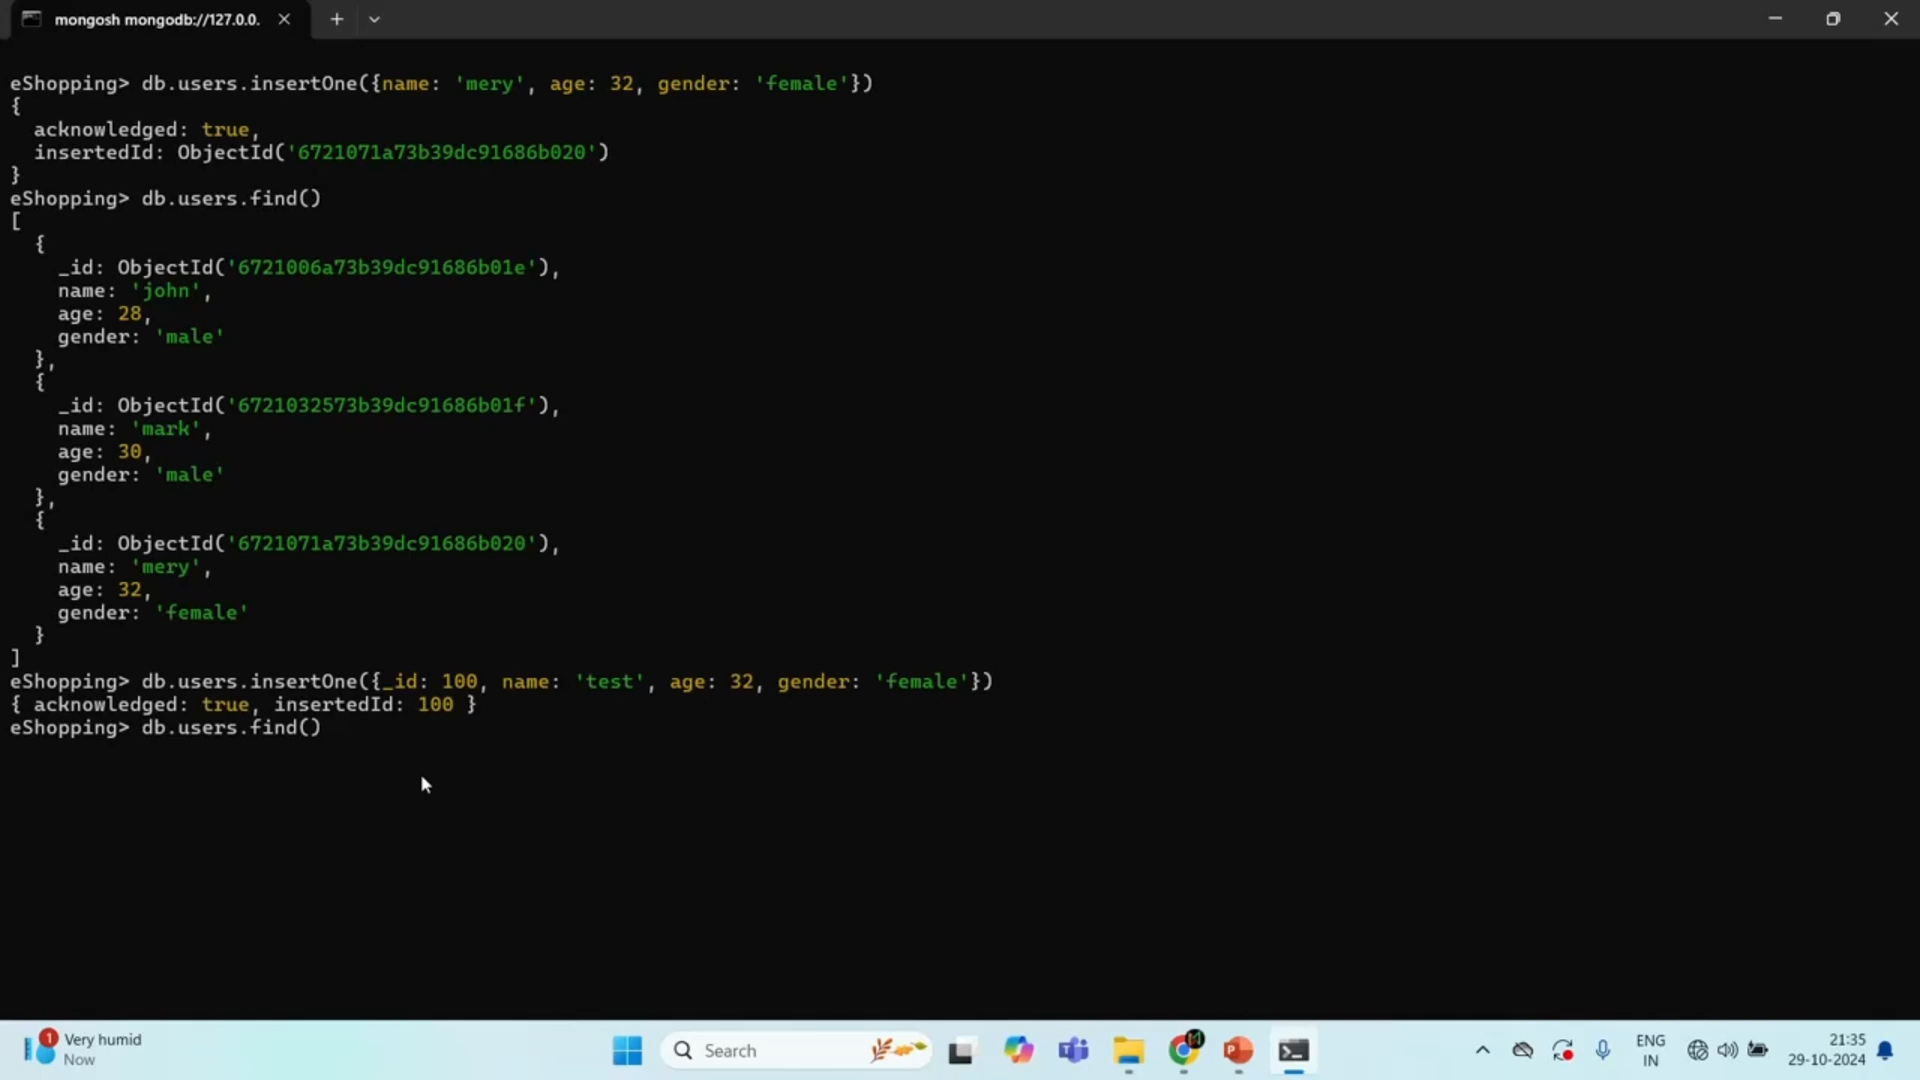 mongosh mongodb://127.0.0.
eShopping> db.users.insertOne({name: 'mery', age: 32, gender: 'female'})
{
  acknowledged: true,
  insertedId: ObjectId('6721071a73b39dc91686b020')
}
eShopping> db.users.find()
[
  {
    _id: ObjectId('6721006a73b39dc91686b01e'),
    name: 'john',
    age: 28,
    gender: 'male'
  },
  {
    _id: ObjectId('6721032573b39dc91686b01f'),
    name: 'mark',
    age: 30,
    gender: 'male'
  },
  {
    _id: ObjectId('6721071a73b39dc91686b020'),
    name: 'mery',
    age: 32,
    gender: 'female'
  }
]
eShopping> db.users.insertOne({_id: 100, name: 'test', age: 32, gender: 'female'})
{ acknowledged: true, insertedId: 100 }
eShopping> db.users.find()
1
Very humid
Now
Search
ENG
IN
21:35
29-10-2024